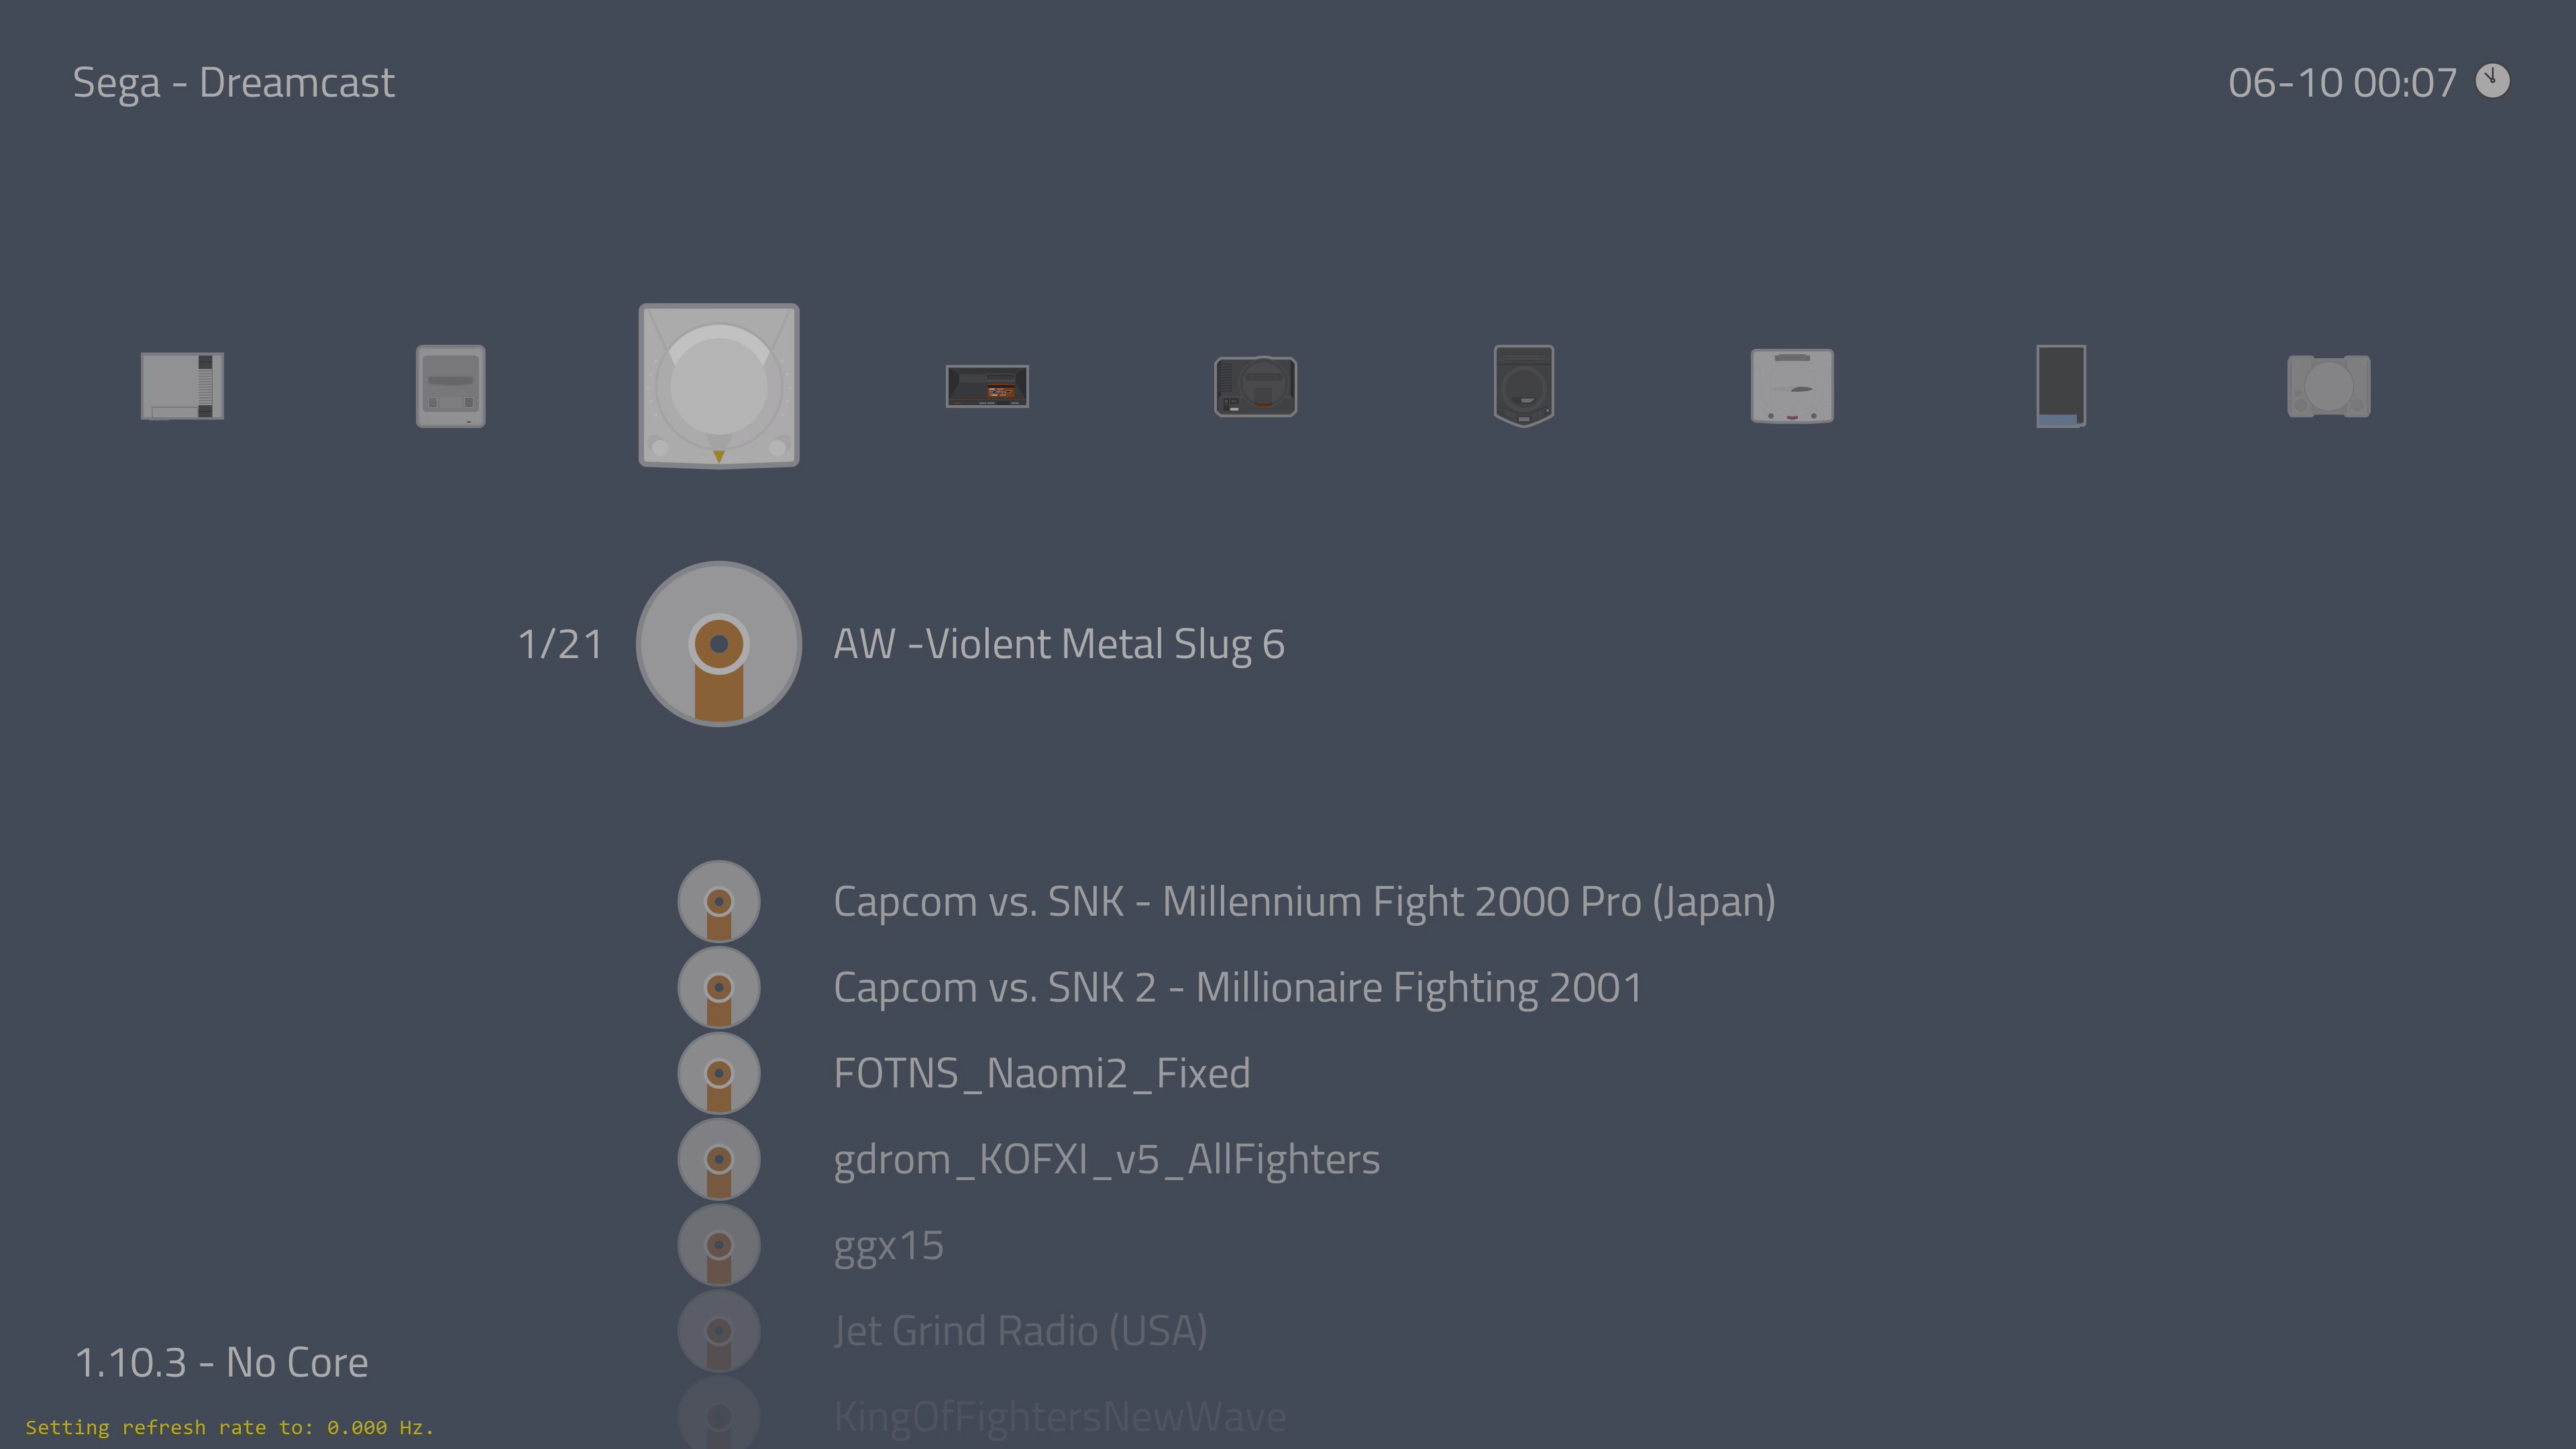 Sega - Dreamcast
06-10 00:07
1/21
AW -Violent Metal Slug 6
Capcom vs. SNK - Millennium Fight 2000 Pro (Japan)
Capcom vs. SNK 2 - Millionaire Fighting 2001
FOTNS_Naomi2_Fixed
gdrom_KOFXI_v5_AllFighters
ggx15
Jet Grind Radio (USA)
KingOfFightersNewWave
1.10.3 - No Core
Setting refresh rate to: 0.000 Hz.